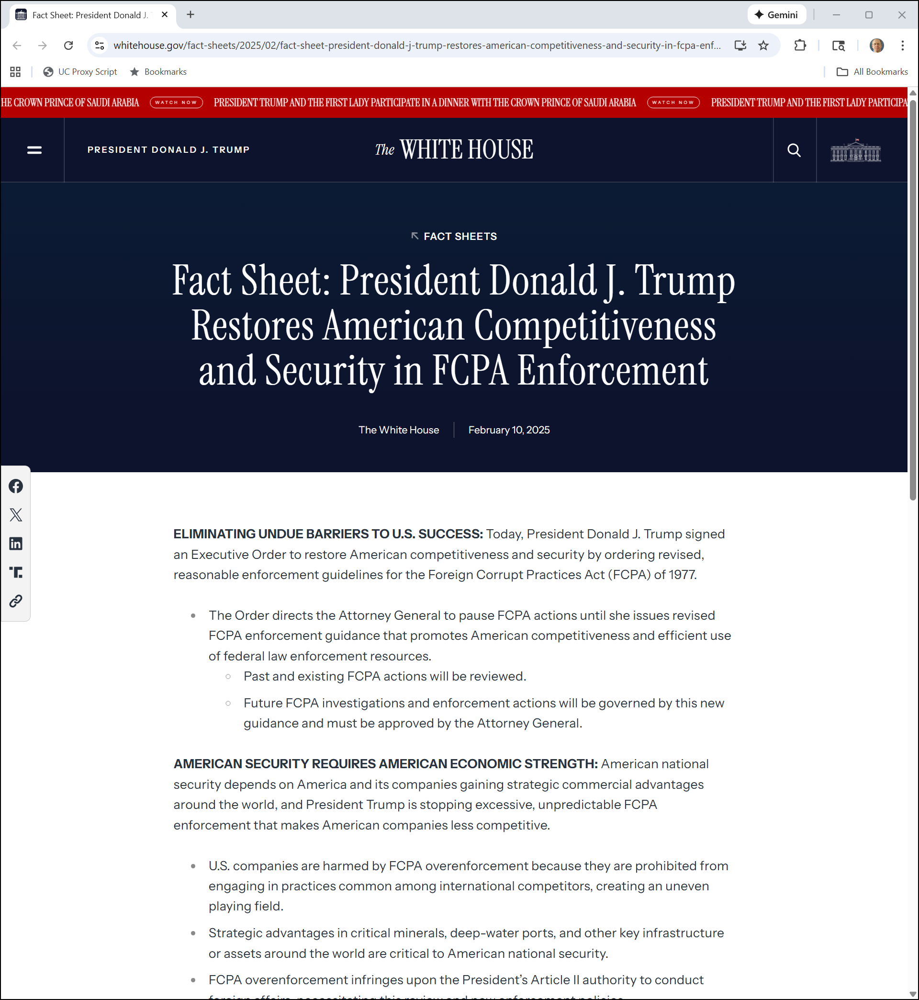 Fact Sheet: President Donald J.
Gemini
whitehouse.gov/fact-sheets/2025/02/fact-sheet-president-donald-j-trump-restores-american-competitiveness-and-security-in-fcpa-enf...
UC Proxy Script
Bookmarks
All Bookmarks
HE CROWN PRINCE OF SAUDI ARABIA WATCH NOW PRESIDENT TRUMP AND THE FIRST LADY PARTICIPATE IN A DINNER WITH THE CROWN PRINCE OF SAUDI ARABIA WATCH NOW PRESIDENT TRUMP AND THE FIRST LADY PARTICIPA
PRESIDENT DONALD J. TRUMP
The WHITE HOUSE
FACT SHEETS
Fact Sheet: President Donald J. Trump
Restores American Competitiveness
and Security in FCPA Enforcement
The White House
February 10, 2025
ELIMINATING UNDUE BARRIERS TO U.S. SUCCESS: Today, President Donald J. Trump signed
an Executive Order to restore American competitiveness and security by ordering revised,
reasonable enforcement guidelines for the Foreign Corrupt Practices Act (FCPA) of 1977.
The Order directs the Attorney General to pause FCPA actions until she issues revised
FCPA enforcement guidance that promotes American competitiveness and efficient use
of federal law enforcement resources.
Past and existing FCPA actions will be reviewed.
Future FCPA investigations and enforcement actions will be governed by this new
guidance and must be approved by the Attorney General.
AMERICAN SECURITY REQUIRES AMERICAN ECONOMIC STRENGTH: American national
security depends on America and its companies gaining strategic commercial advantages
around the world, and President Trump is stopping excessive, unpredictable FCPA
enforcement that makes American companies less competitive.
U.S. companies are harmed by FCPA overenforcement because they are prohibited from
engaging in practices common among international competitors, creating an uneven
playing field.
Strategic advantages in critical minerals, deep-water ports, and other key infrastructure
or assets around the world are critical to American national security.
FCPA overenforcement infringes upon the President’s Article II authority to conduct